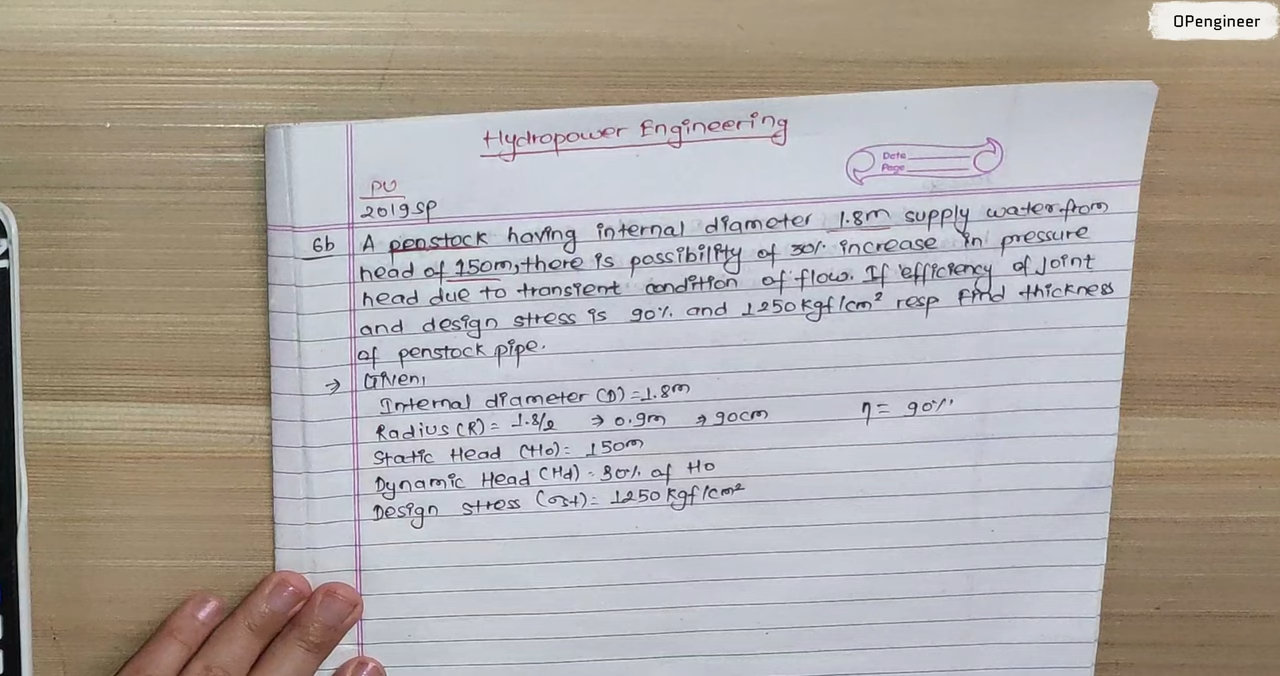 OPengineer
Hydropower Engineering
Date
Page
PU
2019 sp
6b A penstock having internal diameter 1.8m supply water from
head of 150m, there is possibility of 30% increase in pressure
head due to transient condition of flow. If efficiency of Joint
and design stress is 90% and 1250 kgf/cm² resp find thickness
of penstock pipe.
→ Given,
Internal diameter (D) = 1.8m
Radius (R) = 1.8/2 → 0.9m → 90cm η = 90%
Static Head (Ho) = 150m
Dynamic Head (Hd) = 30% of Ho
Design stress (σst) = 1250 kgf/cm²